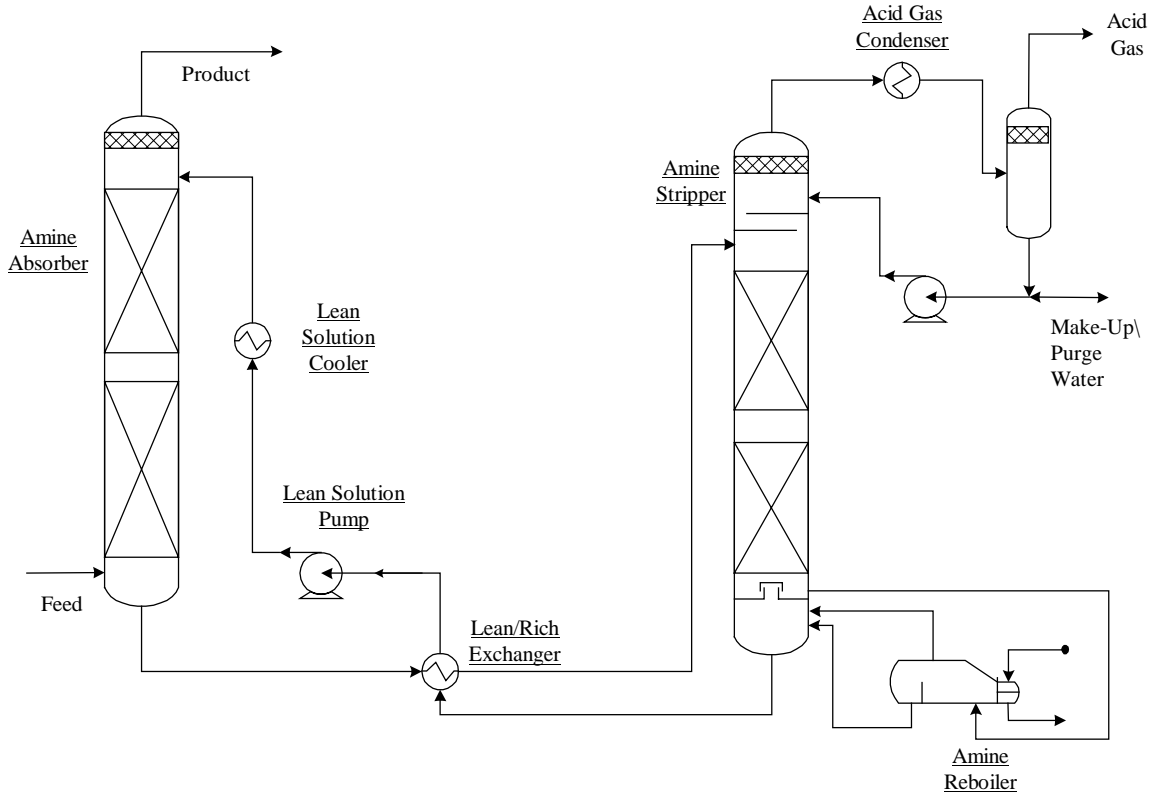 Acid Gas
Condenser
Acid
Gas
Product
Amine
Stripper
Amine
Absorber
Lean
Solution
Cooler
Make-Up\
Purge
Water
Lean Solution
Pump
Feed
Lean/Rich
Exchanger
Amine
Reboiler